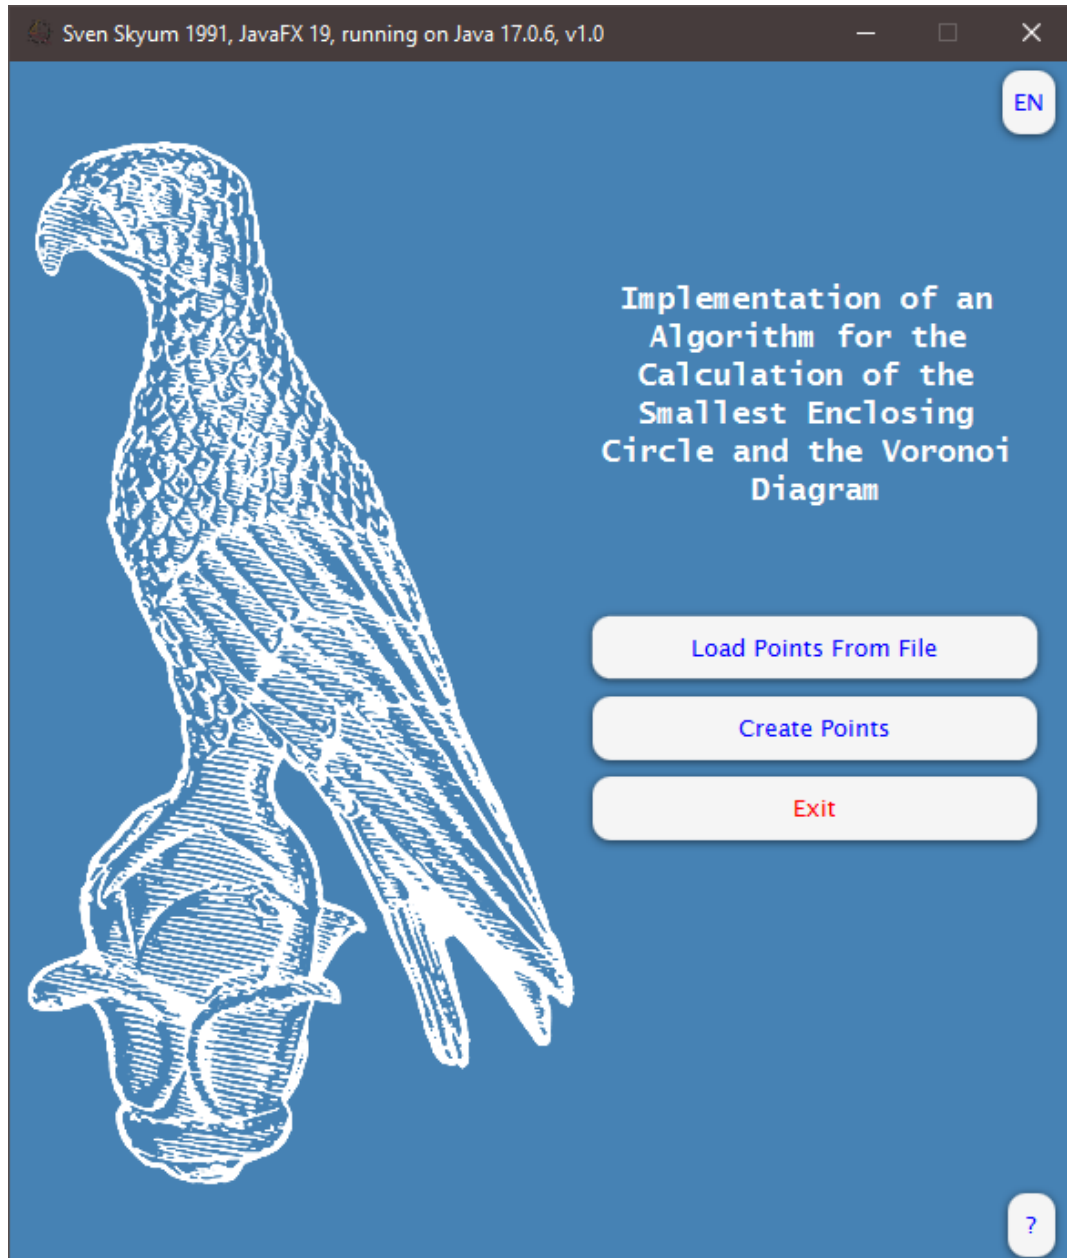 Sven Skyum 1991, JavaFX 19, running on Java 17.0.6, v1.0
EN
Implementation of an
Algorithm for the
Calculation of the
Smallest Enclosing
Circle and the Voronoi
Diagram
Load Points From File
Create Points
Exit
?